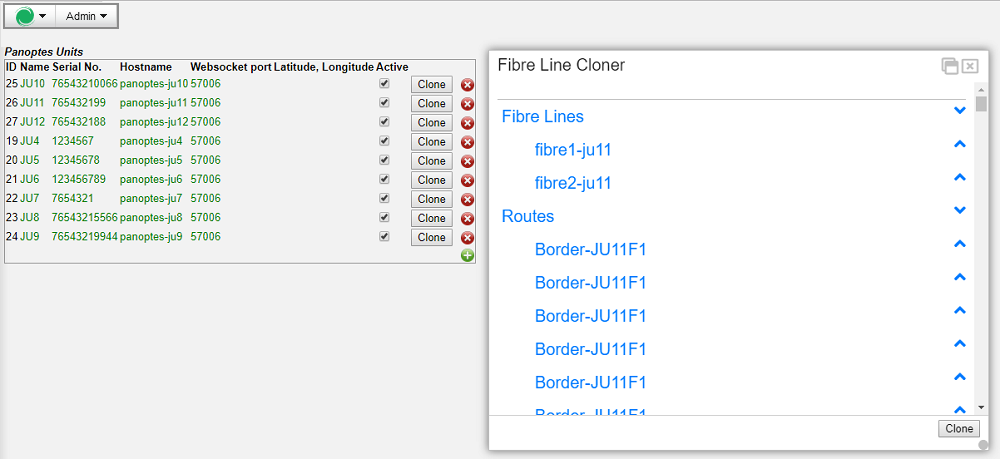 Admin
Panoptes Units
ID Name Serial No. Hostname Websocket port Latitude, Longitude Active
25 JU10 76543210066 panoptes-ju10 57006 Clone
26 JU11 765432199 panoptes-ju11 57006 Clone
27 JU12 765432188 panoptes-ju12 57006 Clone
19 JU4 1234567 panoptes-ju4 57006 Clone
20 JU5 12345678 panoptes-ju5 57006 Clone
21 JU6 123456789 panoptes-ju6 57006 Clone
22 JU7 7654321 panoptes-ju7 57006 Clone
23 JU8 76543215566 panoptes-ju8 57006 Clone
24 JU9 76543219944 panoptes-ju9 57006 Clone
Fibre Line Cloner
Fibre Lines
fibre1-ju11
fibre2-ju11
Routes
Border-JU11F1
Border-JU11F1
Border-JU11F1
Border-JU11F1
Border-JU11F1
Border-JU11F1
Clone